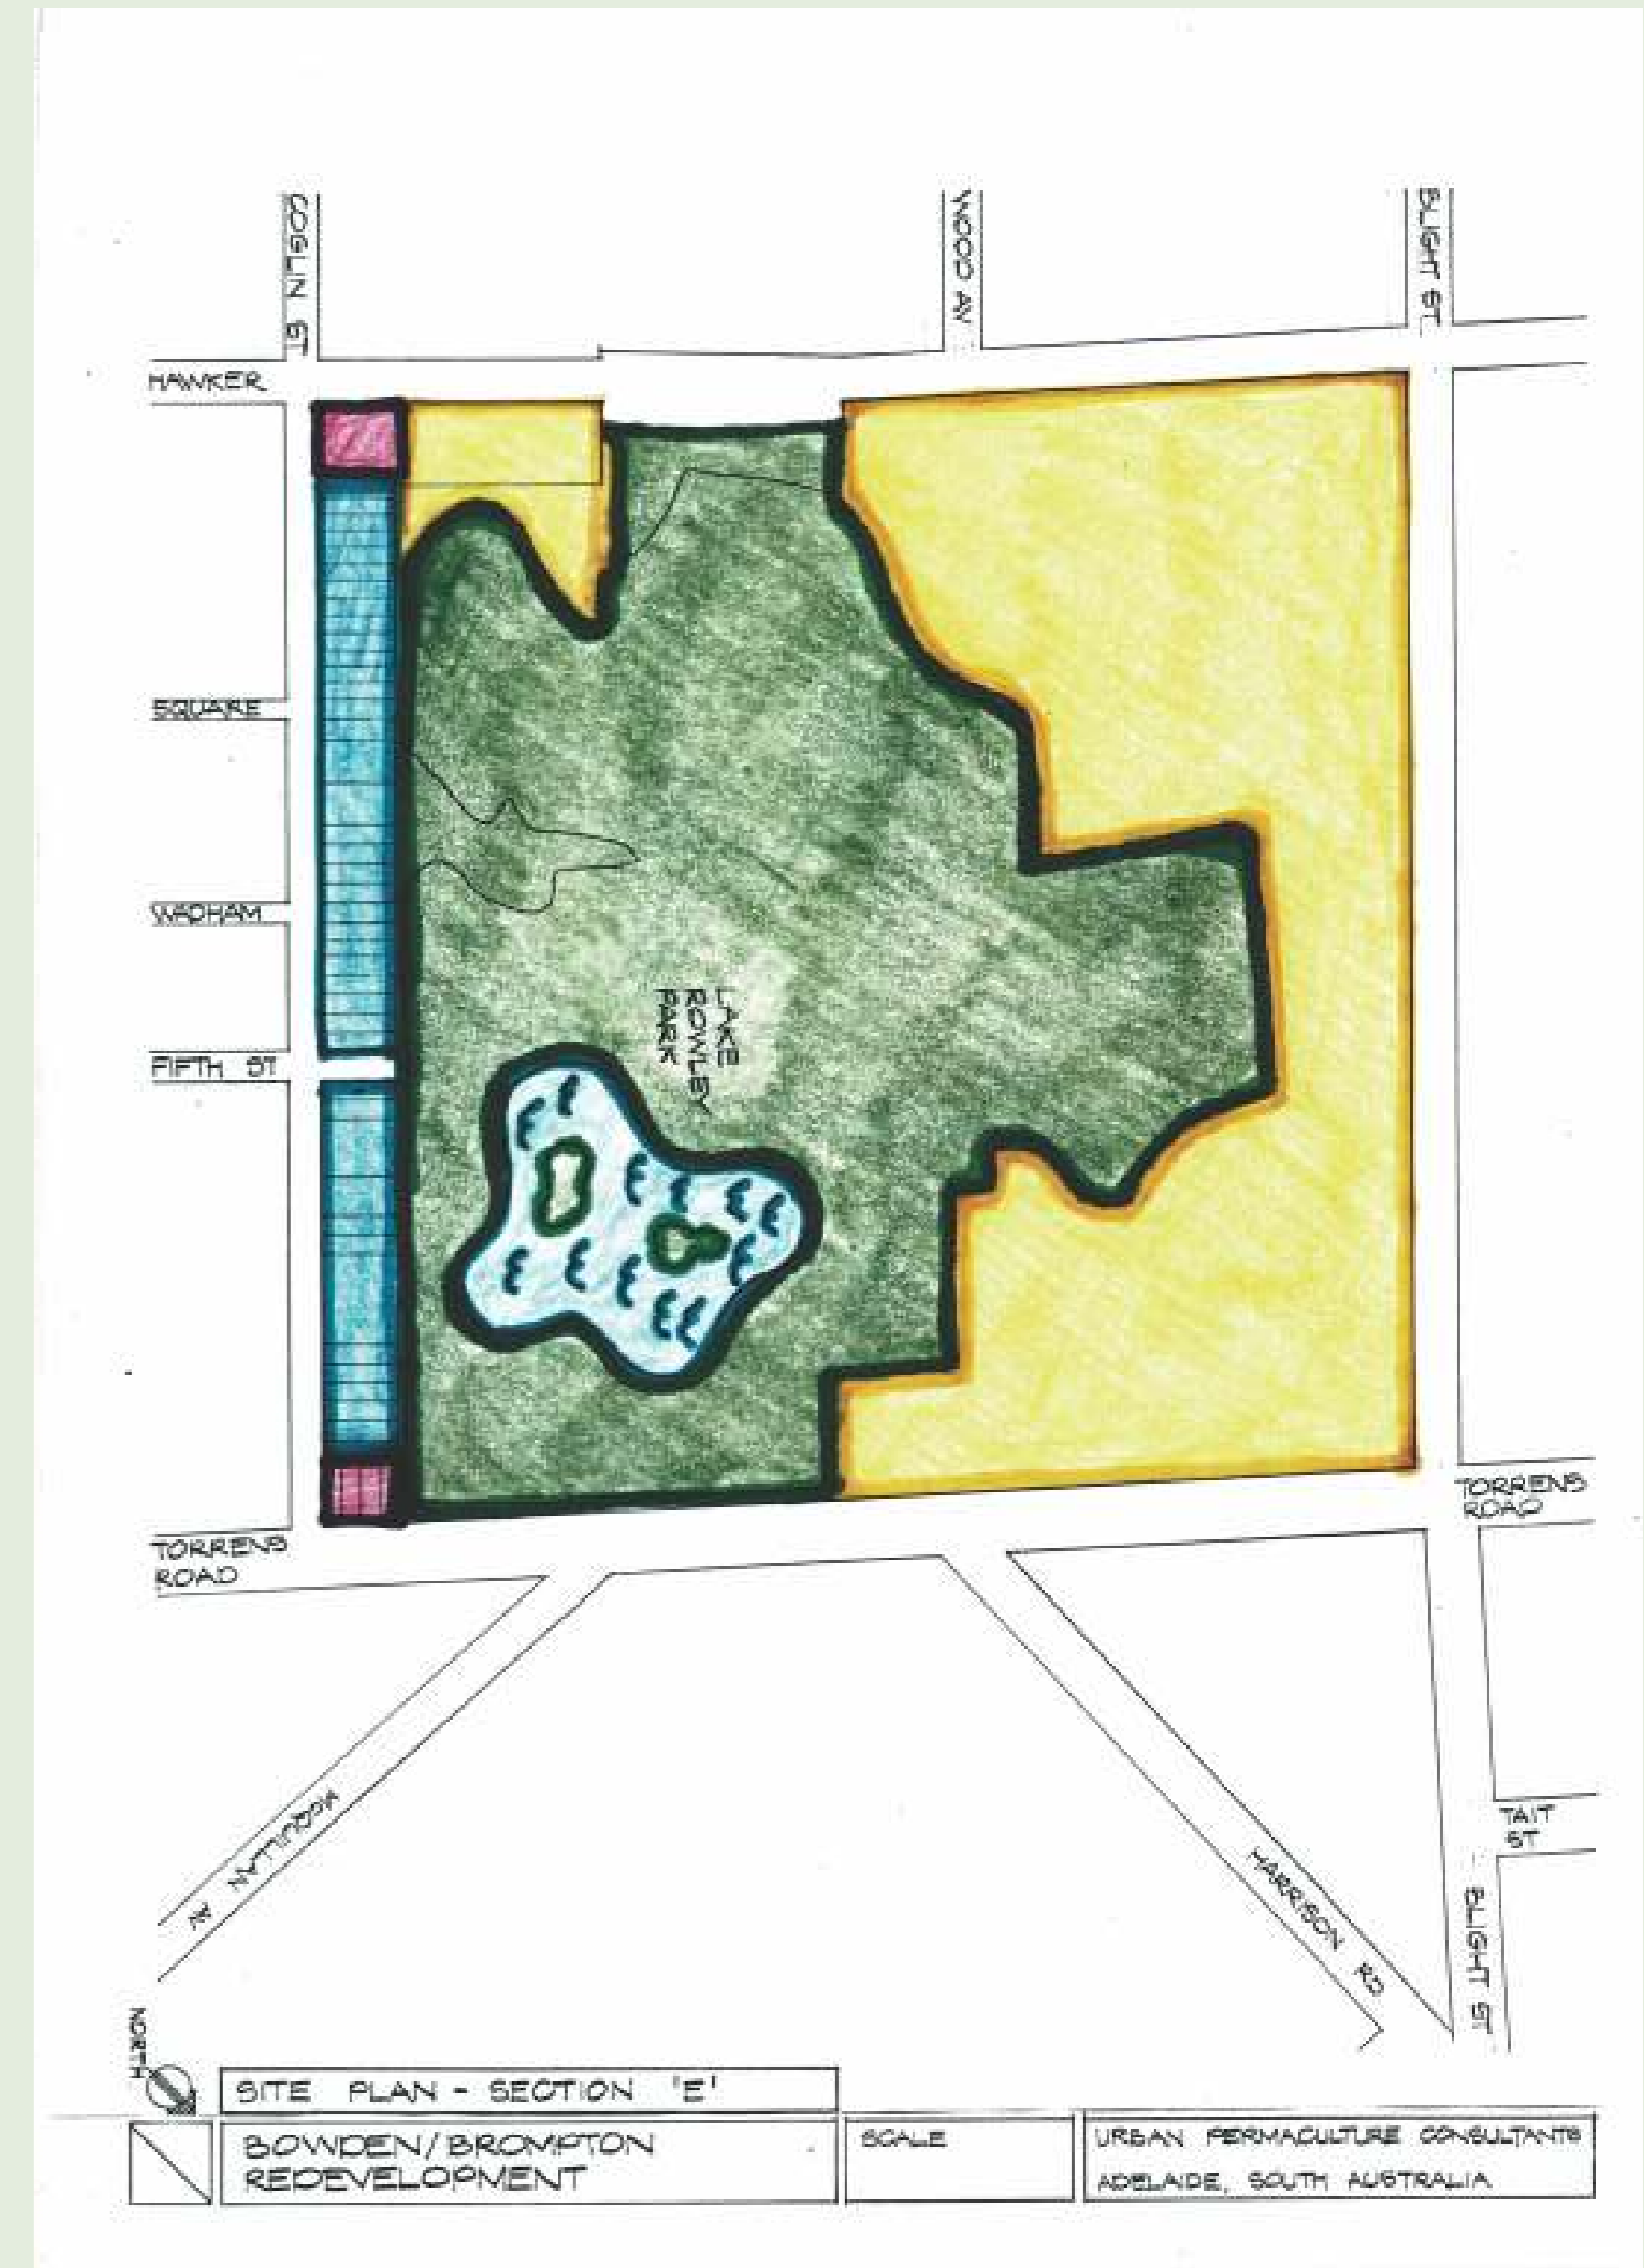 COGLIN ST
WOOD AV
BLIGHT ST
HAWKER
SQUARE
WADHAM
LAKE
ROWLEY
PARK
FIFTH ST
TORRENS
ROAD
TORRENS
ROAD
McQUILLAN AV
HARRISON RD
TAIT
ST
BLIGHT ST
NORTH
SITE PLAN - SECTION 'E'
BOWDEN/BROMPTON
REDEVELOPMENT
SCALE
URBAN PERMACULTURE CONSULTANTS
ADELAIDE, SOUTH AUSTRALIA